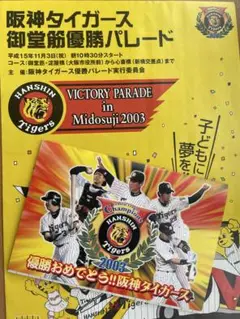 阪神タイガース
御堂筋優勝パレード
平成15年11月3日(祝) 朝10時30分スタート
コース:御堂筋・淀屋橋(大阪市役所前)から心斎橋(新橋交差点)まで
主催:阪神タイガース優勝パレード実行委員会
VICTORY PARADE
in
Midosuji 2003
HANSHIN
Tigers
子どもに
夢を
Champions
HANSHIN
Tigers
2003
優勝おめでとう!!阪神タイガース